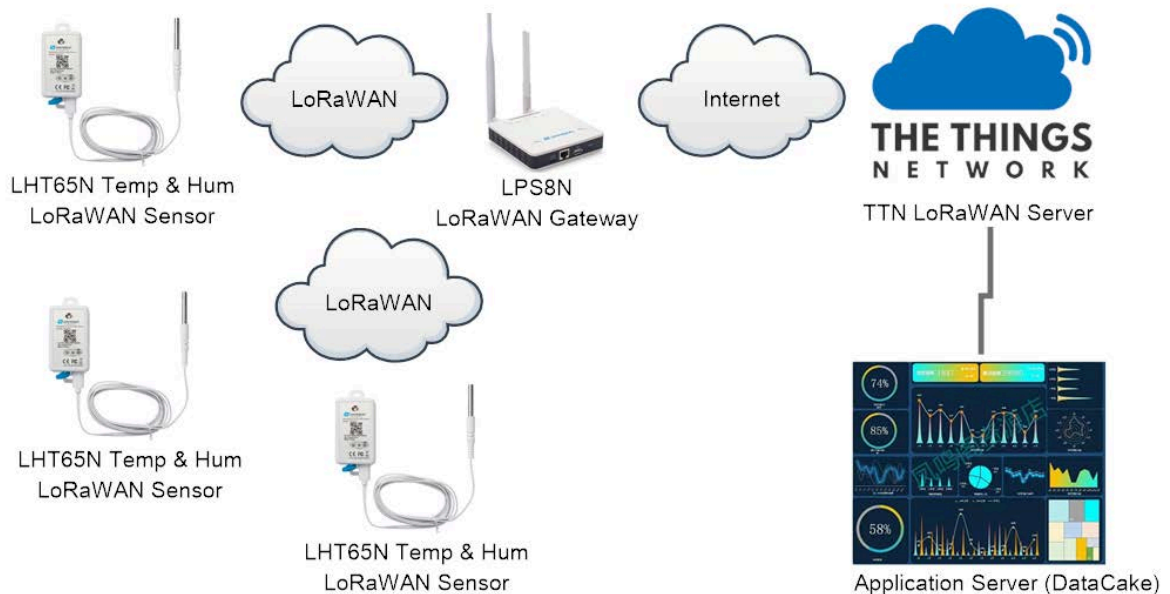 LoRaWAN
Internet
THE THINGS
NETWORK
LHT65N Temp & Hum
LoRaWAN Sensor
LPS8N
LoRaWAN Gateway
TTN LoRaWAN Server
LoRaWAN
LHT65N Temp & Hum
LoRaWAN Sensor
LHT65N Temp & Hum
LoRaWAN Sensor
74%
85%
58%
Application Server (DataCake)